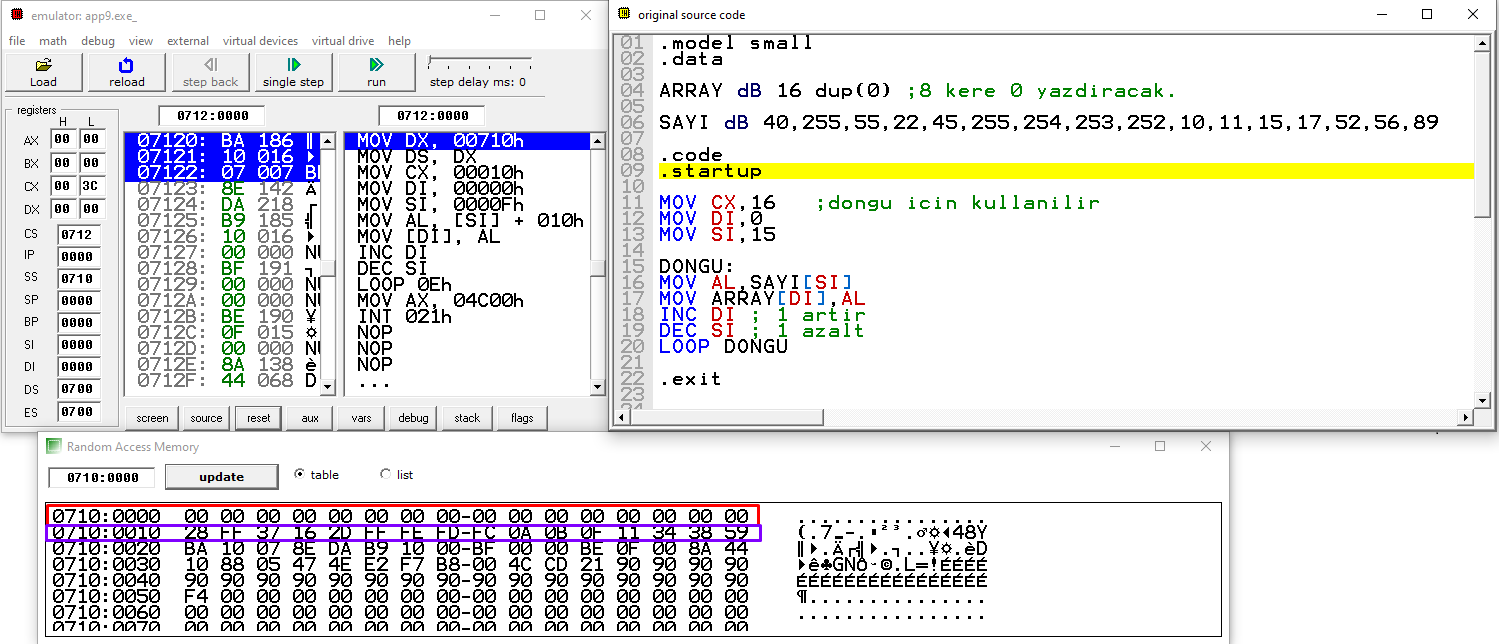 emulator: app9.exe_
file math debug view external virtual devices virtual drive help
Load reload step back single step run step delay ms: 0
registers
H L
AX 00 00
BX 00 00
CX 00 3C
DX 00 00
CS 0712
IP 0000
SS 0710
SP 0000
BP 0000
SI 0000
DI 0000
DS 0700
ES 0700
0712:0000
07120: BA 186 ║
07121: 10 016 ►
07122: 07 007 BE
07123: 8E 142 Ä
07124: DA 218 ┌
07125: B9 185 ╣
07126: 10 016 ►
07127: 00 000 NU
07128: BF 191 ┐
07129: 00 000 NU
0712A: 00 000 NU
0712B: BE 190 ¥
0712C: 0F 015 ☼
0712D: 00 000 NU
0712E: 8A 138 è
0712F: 44 068 D
0712:0000
MOV DX, 00710h
MOV DS, DX
MOV CX, 00010h
MOV DI, 00000h
MOV SI, 0000Fh
MOV AL, [SI] + 010h
MOV [DI], AL
INC DI
DEC SI
LOOP 0Eh
MOV AX, 04C00h
INT 021h
NOP
NOP
NOP
...
screen source reset aux vars debug stack flags
original source code
01 .model small
02 .data
03
04 ARRAY dB 16 dup(0) ;8 kere 0 yazdiracak.
05
06 SAYI dB 40,255,55,22,45,255,254,253,252,10,11,15,17,52,56,89
07
08 .code
09 .startup
10
11 MOV CX,16 ;dongu icin kullanilir
12 MOV DI,0
13 MOV SI,15
14
15 DONGU:
16 MOV AL,SAYI[SI]
17 MOV ARRAY[DI],AL
18 INC DI ; 1 artir
19 DEC SI ; 1 azalt
20 LOOP DONGU
21
22 .exit
23
24
Random Access Memory
0710:0000 update table list
0710:0000 00 00 00 00 00 00 00 00-00 00 00 00 00 00 00 00 ................
0710:0010 28 FF 37 16 2D FF FE FD-FC 0A 0B 0F 11 34 38 59
0710:0020 BA 10 07 8E DA B9 10 00-BF 00 00 BE 0F 00 8A 44
0710:0030 10 88 05 47 4E E2 F7 B8-00 4C CD 21 90 90 90 90
0710:0040 90 90 90 90 90 90 90 90-90 90 90 90 90 90 90 90 ÉÉÉÉÉÉÉÉÉÉÉÉÉÉÉÉ
0710:0050 F4 00 00 00 00 00 00 00-00 00 00 00 00 00 00 00 ¶...............
0710:0060 00 00 00 00 00 00 00 00-00 00 00 00 00 00 00 00 ................
0710:0070 00 00 00 00 00 00 00 00-00 00 00 00 00 00 00 00